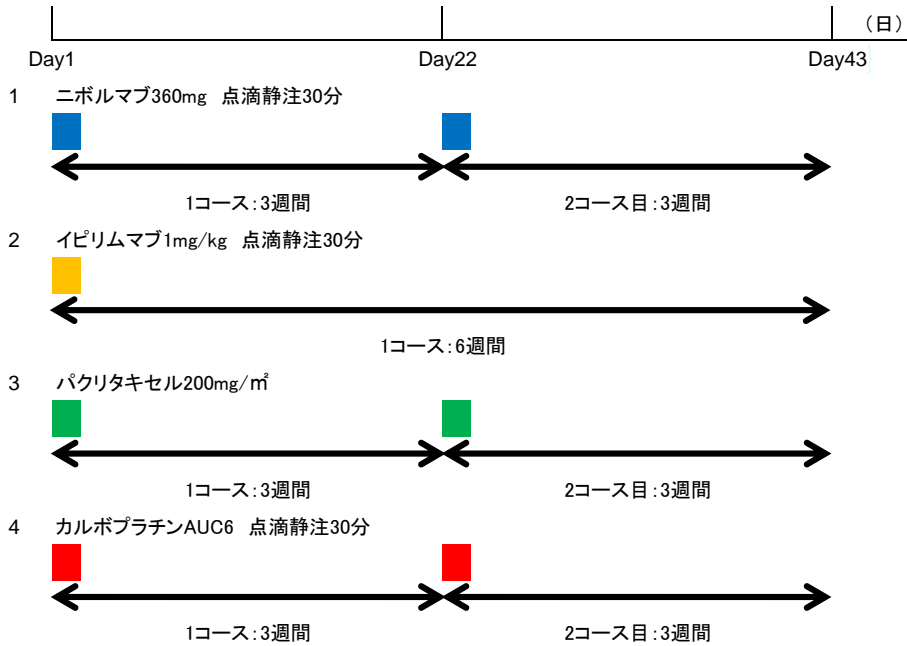 （日）
Day1 Day22 Day43
1 ニボルマブ360mg 点滴静注30分
1コース：3週間 2コース目：3週間
2 イピリムマブ1mg/kg 点滴静注30分
1コース：6週間
3 パクリタキセル200mg/㎡
1コース：3週間 2コース目：3週間
4 カルボプラチンAUC6 点滴静注30分
1コース：3週間 2コース目：3週間